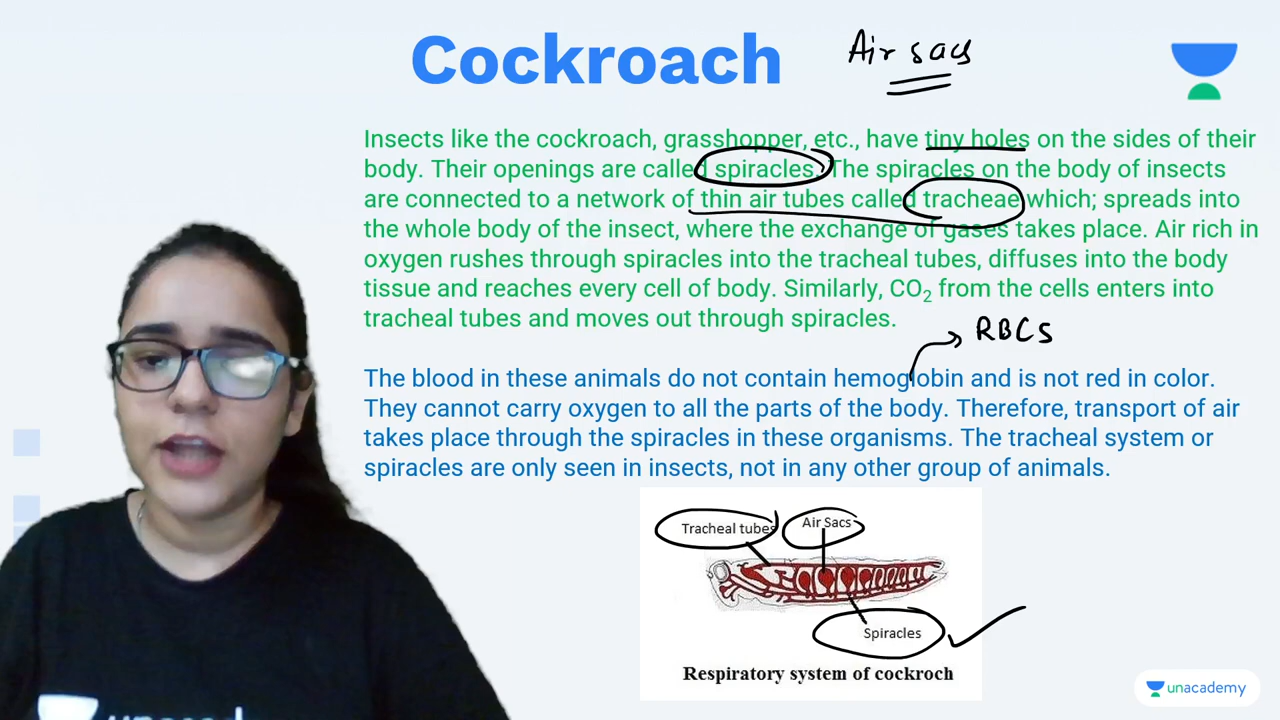 Cockroach
Air sacs
Insects like the cockroach, grasshopper, etc., have tiny holes on the sides of their
body. Their openings are called spiracles. The spiracles on the body of insects
are connected to a network of thin air tubes called tracheae which; spreads into
the whole body of the insect, where the exchange of gases takes place. Air rich in
oxygen rushes through spiracles into the tracheal tubes, diffuses into the body
tissue and reaches every cell of body. Similarly, CO₂ from the cells enters into
tracheal tubes and moves out through spiracles.
RBCs
The blood in these animals do not contain hemoglobin and is not red in color.
They cannot carry oxygen to all the parts of the body. Therefore, transport of air
takes place through the spiracles in these organisms. The tracheal system or
spiracles are only seen in insects, not in any other group of animals.
Tracheal tubes
Air Sacs
Spiracles
Respiratory system of cockroch
unacademy